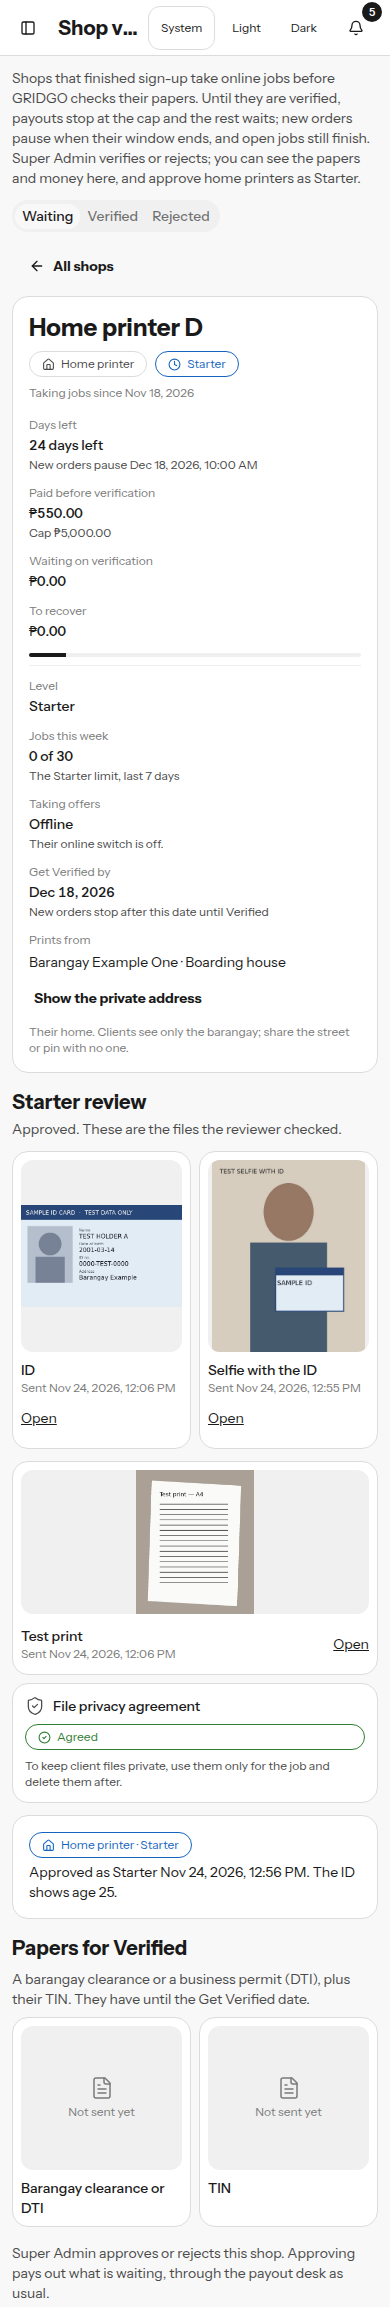 Shop v...
System
Light
Dark
5
Shops that finished sign-up take online jobs before
GRIDGO checks their papers. Until they are verified,
payouts stop at the cap and the rest waits; new orders
pause when their window ends, and open jobs still finish.
Super Admin verifies or rejects; you can see the papers
and money here, and approve home printers as Starter.
Waiting
Verified
Rejected
All shops
Home printer D
Home printer
Starter
Taking jobs since Nov 18, 2026
Days left
24 days left
New orders pause Dec 18, 2026, 10:00 AM
Paid before verification
₱550.00
Cap ₱5,000.00
Waiting on verification
₱0.00
To recover
₱0.00
Level
Starter
Jobs this week
0 of 30
The Starter limit, last 7 days
Taking offers
Offline
Their online switch is off.
Get Verified by
Dec 18, 2026
New orders stop after this date until Verified
Prints from
Barangay Example One · Boarding house
Show the private address
Their home. Clients see only the barangay; share the street
or pin with no one.
Starter review
Approved. These are the files the reviewer checked.
SAMPLE ID CARD · TEST DATA ONLY
Name
TEST HOLDER A
Date of birth
2001-03-14
ID no.
0000-TEST-0000
Address
Barangay Example
ID
Sent Nov 24, 2026, 12:06 PM
Open
TEST SELFIE WITH ID
SAMPLE ID
Selfie with the ID
Sent Nov 24, 2026, 12:55 PM
Open
Test print — A4
Test print
Sent Nov 24, 2026, 12:06 PM
Open
File privacy agreement
Agreed
To keep client files private, use them only for the job and
delete them after.
Home printer · Starter
Approved as Starter Nov 24, 2026, 12:56 PM. The ID
shows age 25.
Papers for Verified
A barangay clearance or a business permit (DTI), plus
their TIN. They have until the Get Verified date.
Not sent yet
Barangay clearance or
DTI
Not sent yet
TIN
Super Admin approves or rejects this shop. Approving
pays out what is waiting, through the payout desk as
usual.